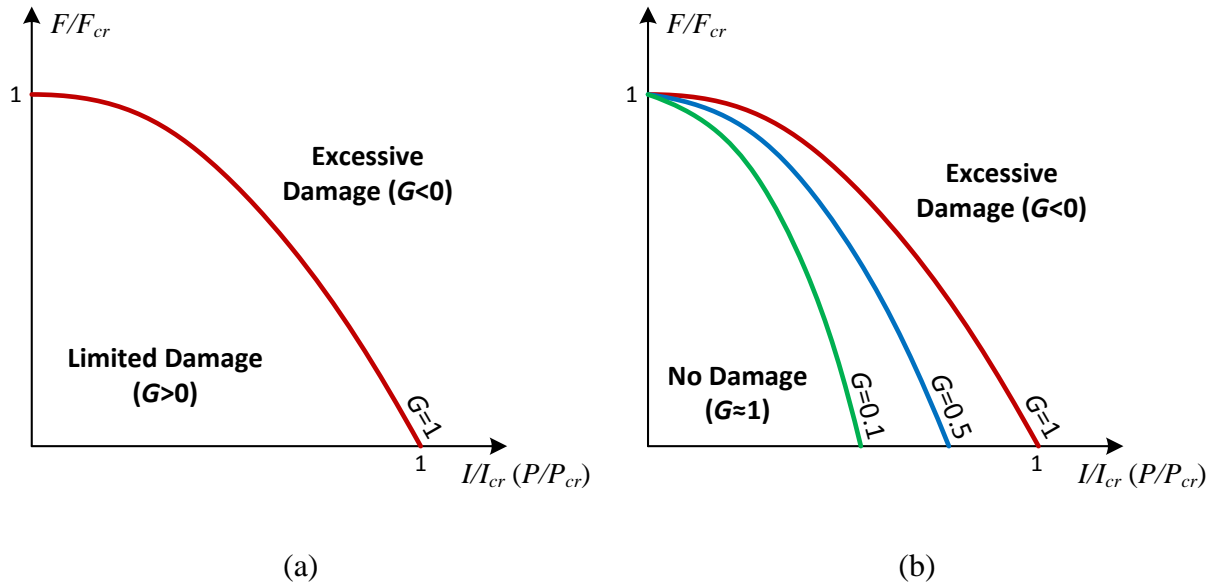 F/Fcr
1
Excessive
Damage (G<0)
Limited Damage
(G>0)
G=1
1
I/Icr (P/Pcr)
(a)
F/Fcr
1
Excessive
Damage (G<0)
No Damage
(G≈1)
G=0.1
G=0.5
G=1
1
I/Icr (P/Pcr)
(b)